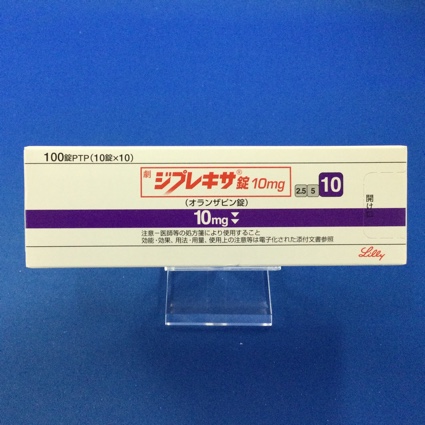 100錠PTP(10錠×10)
劇 ジプレキサ®錠10mg 2.5 5 10
(オランザピン錠)
10mg
開け口
注意-医師等の処方箋により使用すること
効能・効果、用法・用量、使用上の注意等は電子化された添付文書参照
Lilly